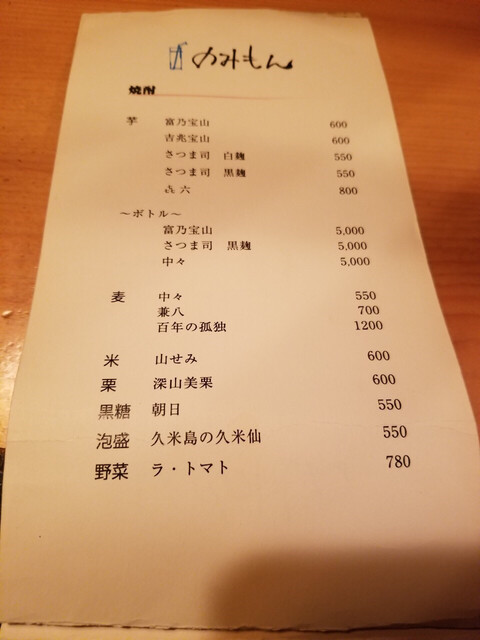 のみもん
焼酎
芋 富乃宝山 600
吉兆宝山 600
さつま司 白麹 550
さつま司 黒麹 550
㐂六 800
～ボトル～
富乃宝山 5,000
さつま司 黒麹 5,000
中々 5,000
麦 中々 550
兼八 700
百年の孤独 1200
米 山せみ 600
栗 深山美栗 600
黒糖 朝日 550
泡盛 久米島の久米仙 550
野菜 ラ・トマト 780